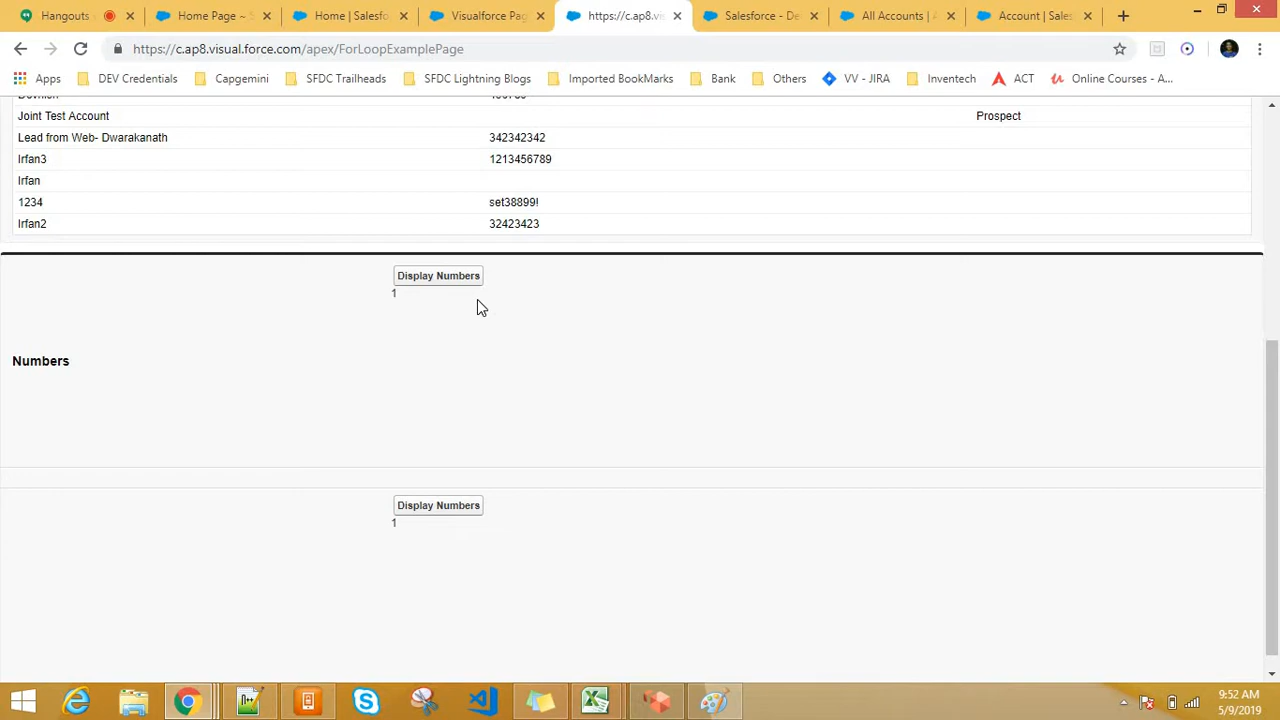 Hangouts
Home Page ~ S
Home | Salesfo
Visualforce Pag
https://c.ap8.vi
Salesforce - De
All Accounts | A
Account | Sales
https://c.ap8.visual.force.com/apex/ForLoopExamplePage
Apps
DEV Credentials
Capgemini
SFDC Trailheads
SFDC Lightning Blogs
Imported BookMarks
Bank
Others
VV - JIRA
Inventech
ACT
Online Courses - A...
Joint Test Account Prospect
Lead from Web- Dwarakanath 342342342
Irfan3 1213456789
Irfan
1234 set38899!
Irfan2 32423423
Display Numbers
1
Numbers
Display Numbers
1
9:52 AM
5/9/2019